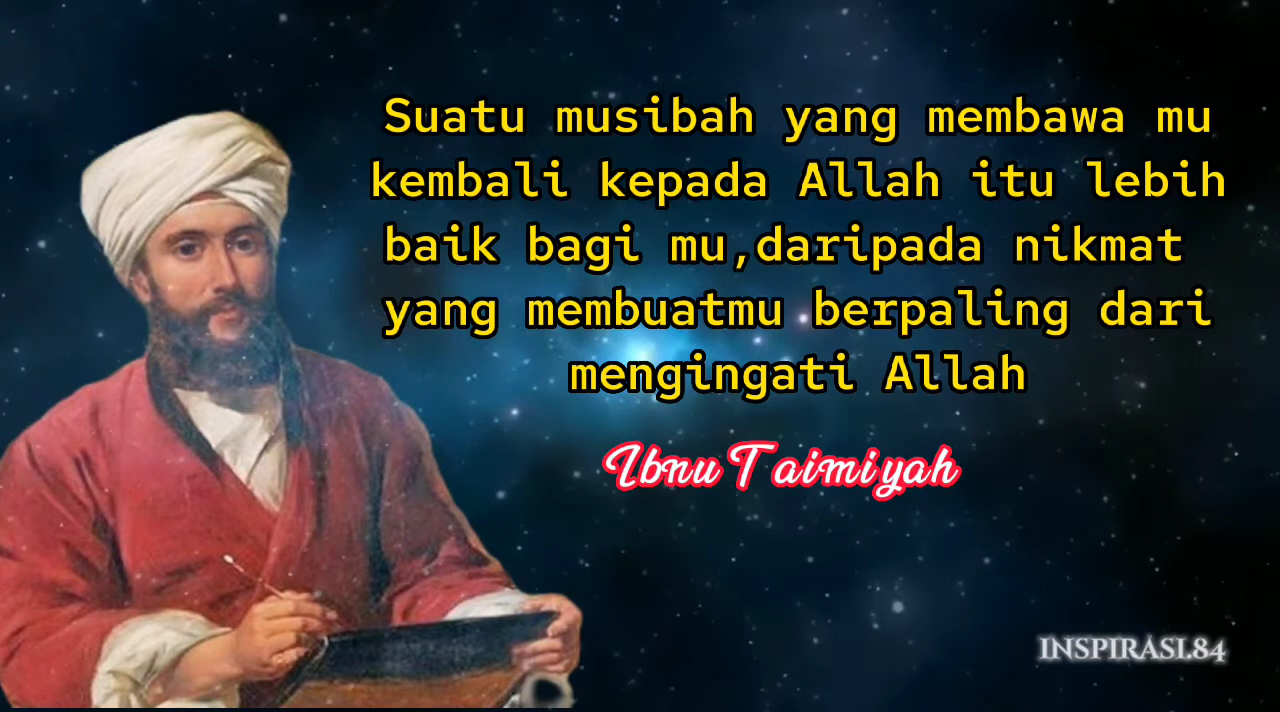 Suatu musibah yang membawa mu
kembali kepada Allah itu lebih
baik bagi mu,daripada nikmat
yang membuatmu berpaling dari
mengingati Allah
Ibnu Taimiyah
INSPIRASI.84